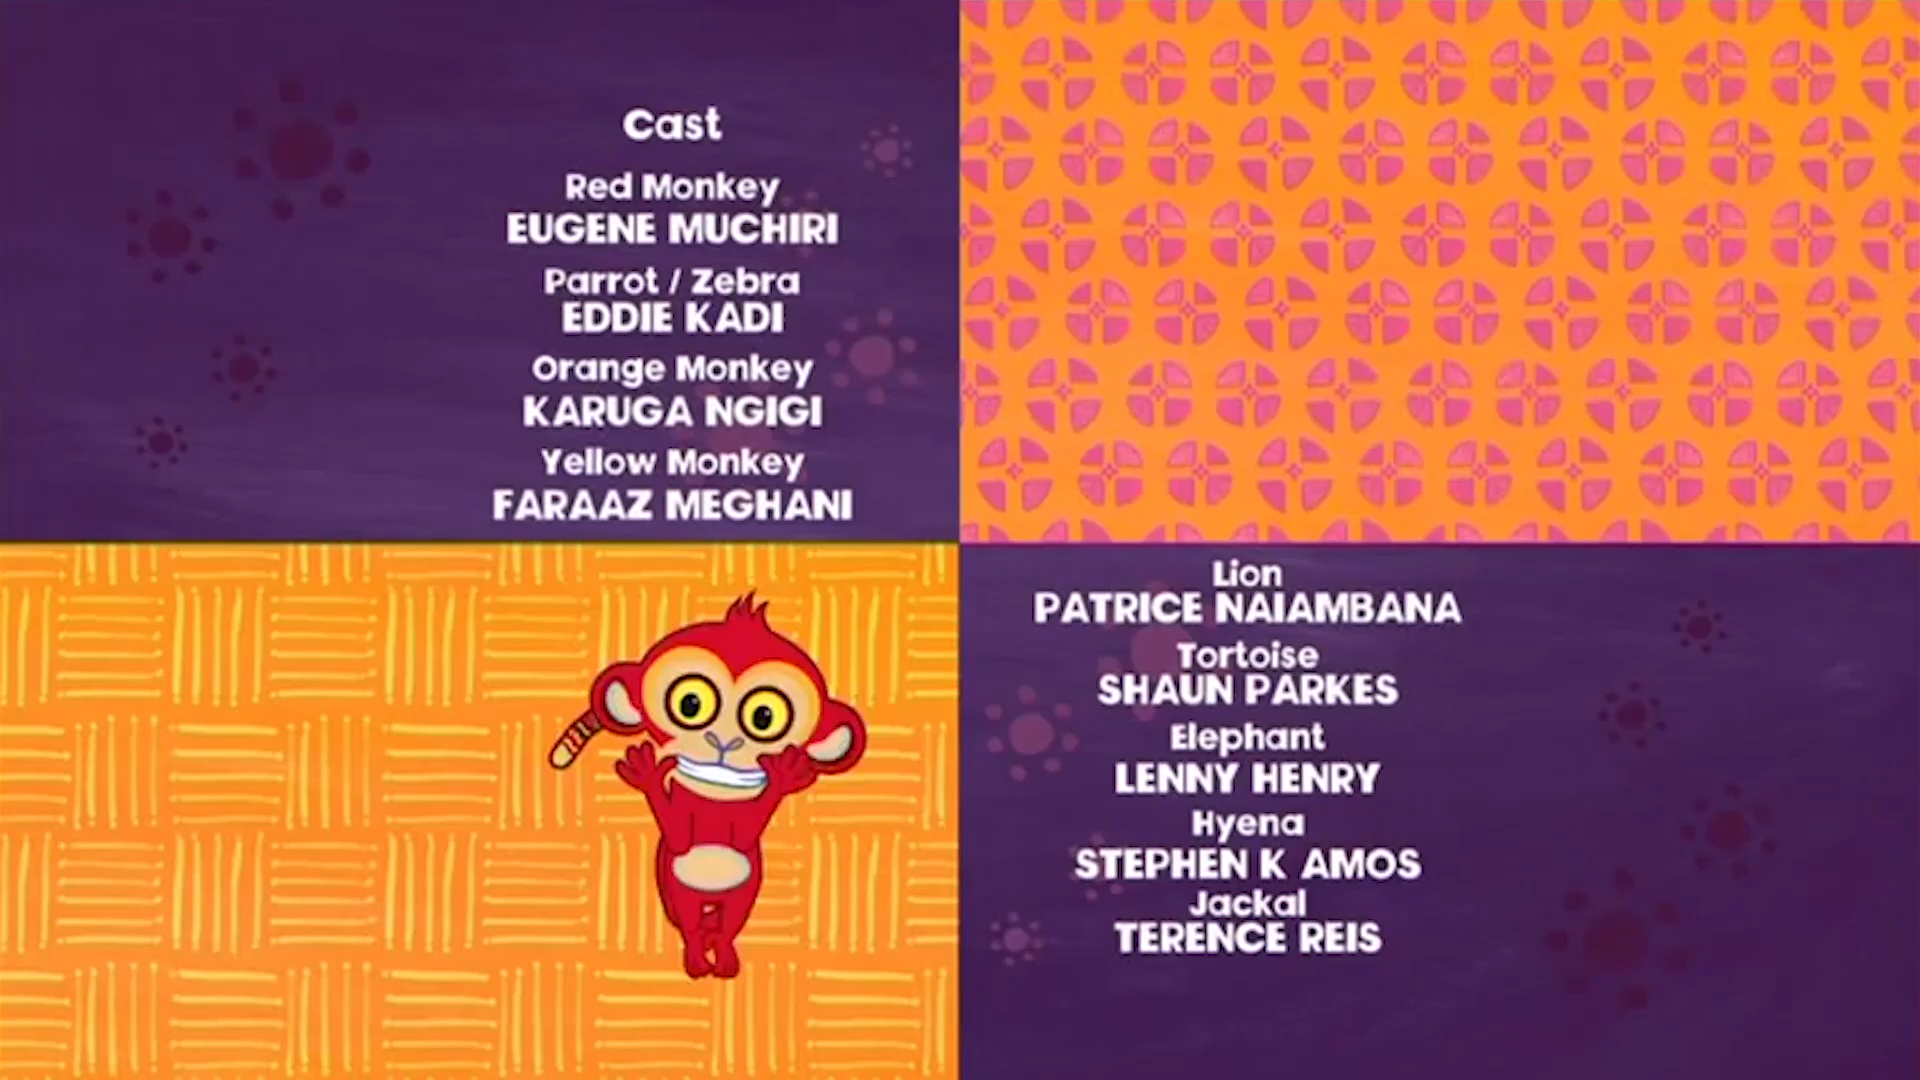 Cast
Red Monkey
EUGENE MUCHIRI
Parrot / Zebra
EDDIE KADI
Orange Monkey
KARUGA NGIGI
Yellow Monkey
FARAAZ MEGHANI
Lion
PATRICE NAIAMBANA
Tortoise
SHAUN PARKES
Elephant
LENNY HENRY
Hyena
STEPHEN K AMOS
Jackal
TERENCE REIS